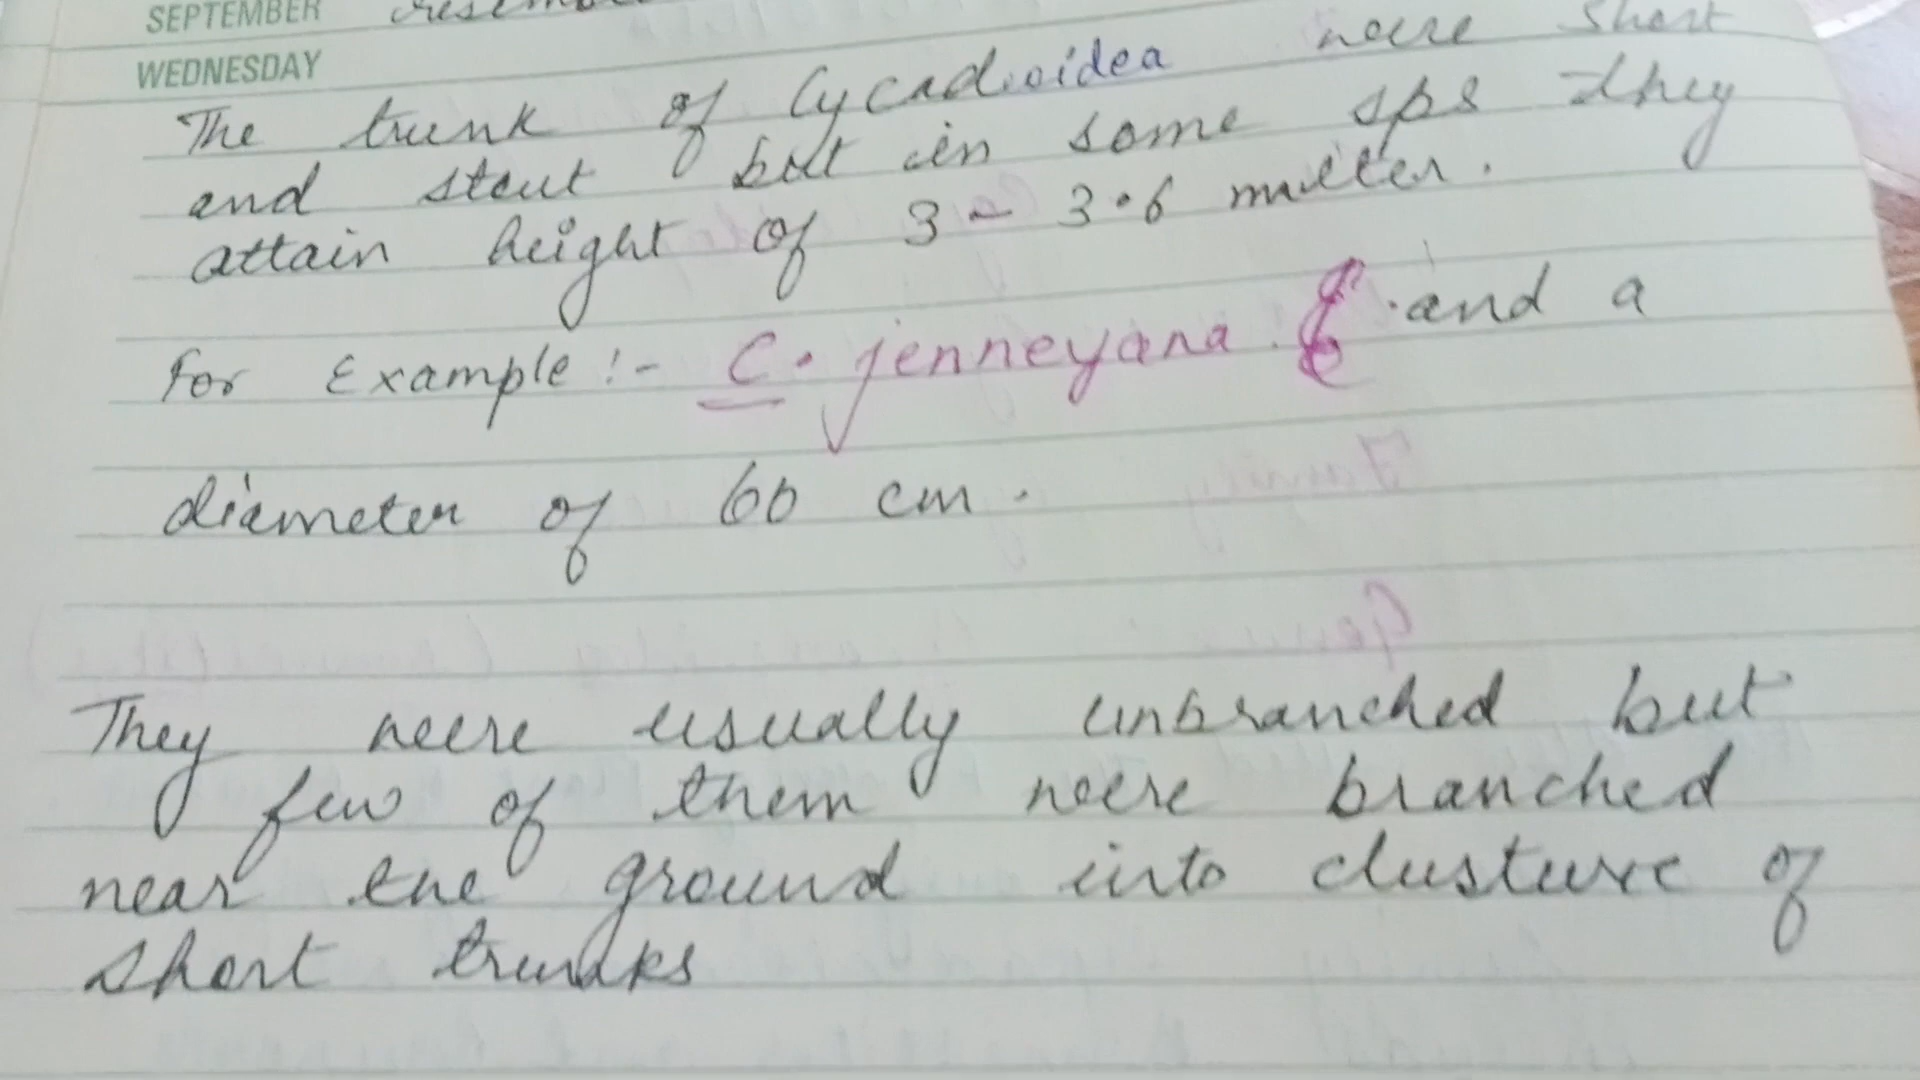 SEPTEMBER
WEDNESDAY
The trunk of Cycadioidea were short
and stout but in some sps they
attain height of 3 - 3.6 meter.
for Example :- C. jenneyana. and a
diameter of 60 cm.
They were usually unbranched but
few of them were branched
near the ground into clusture of
short trunks